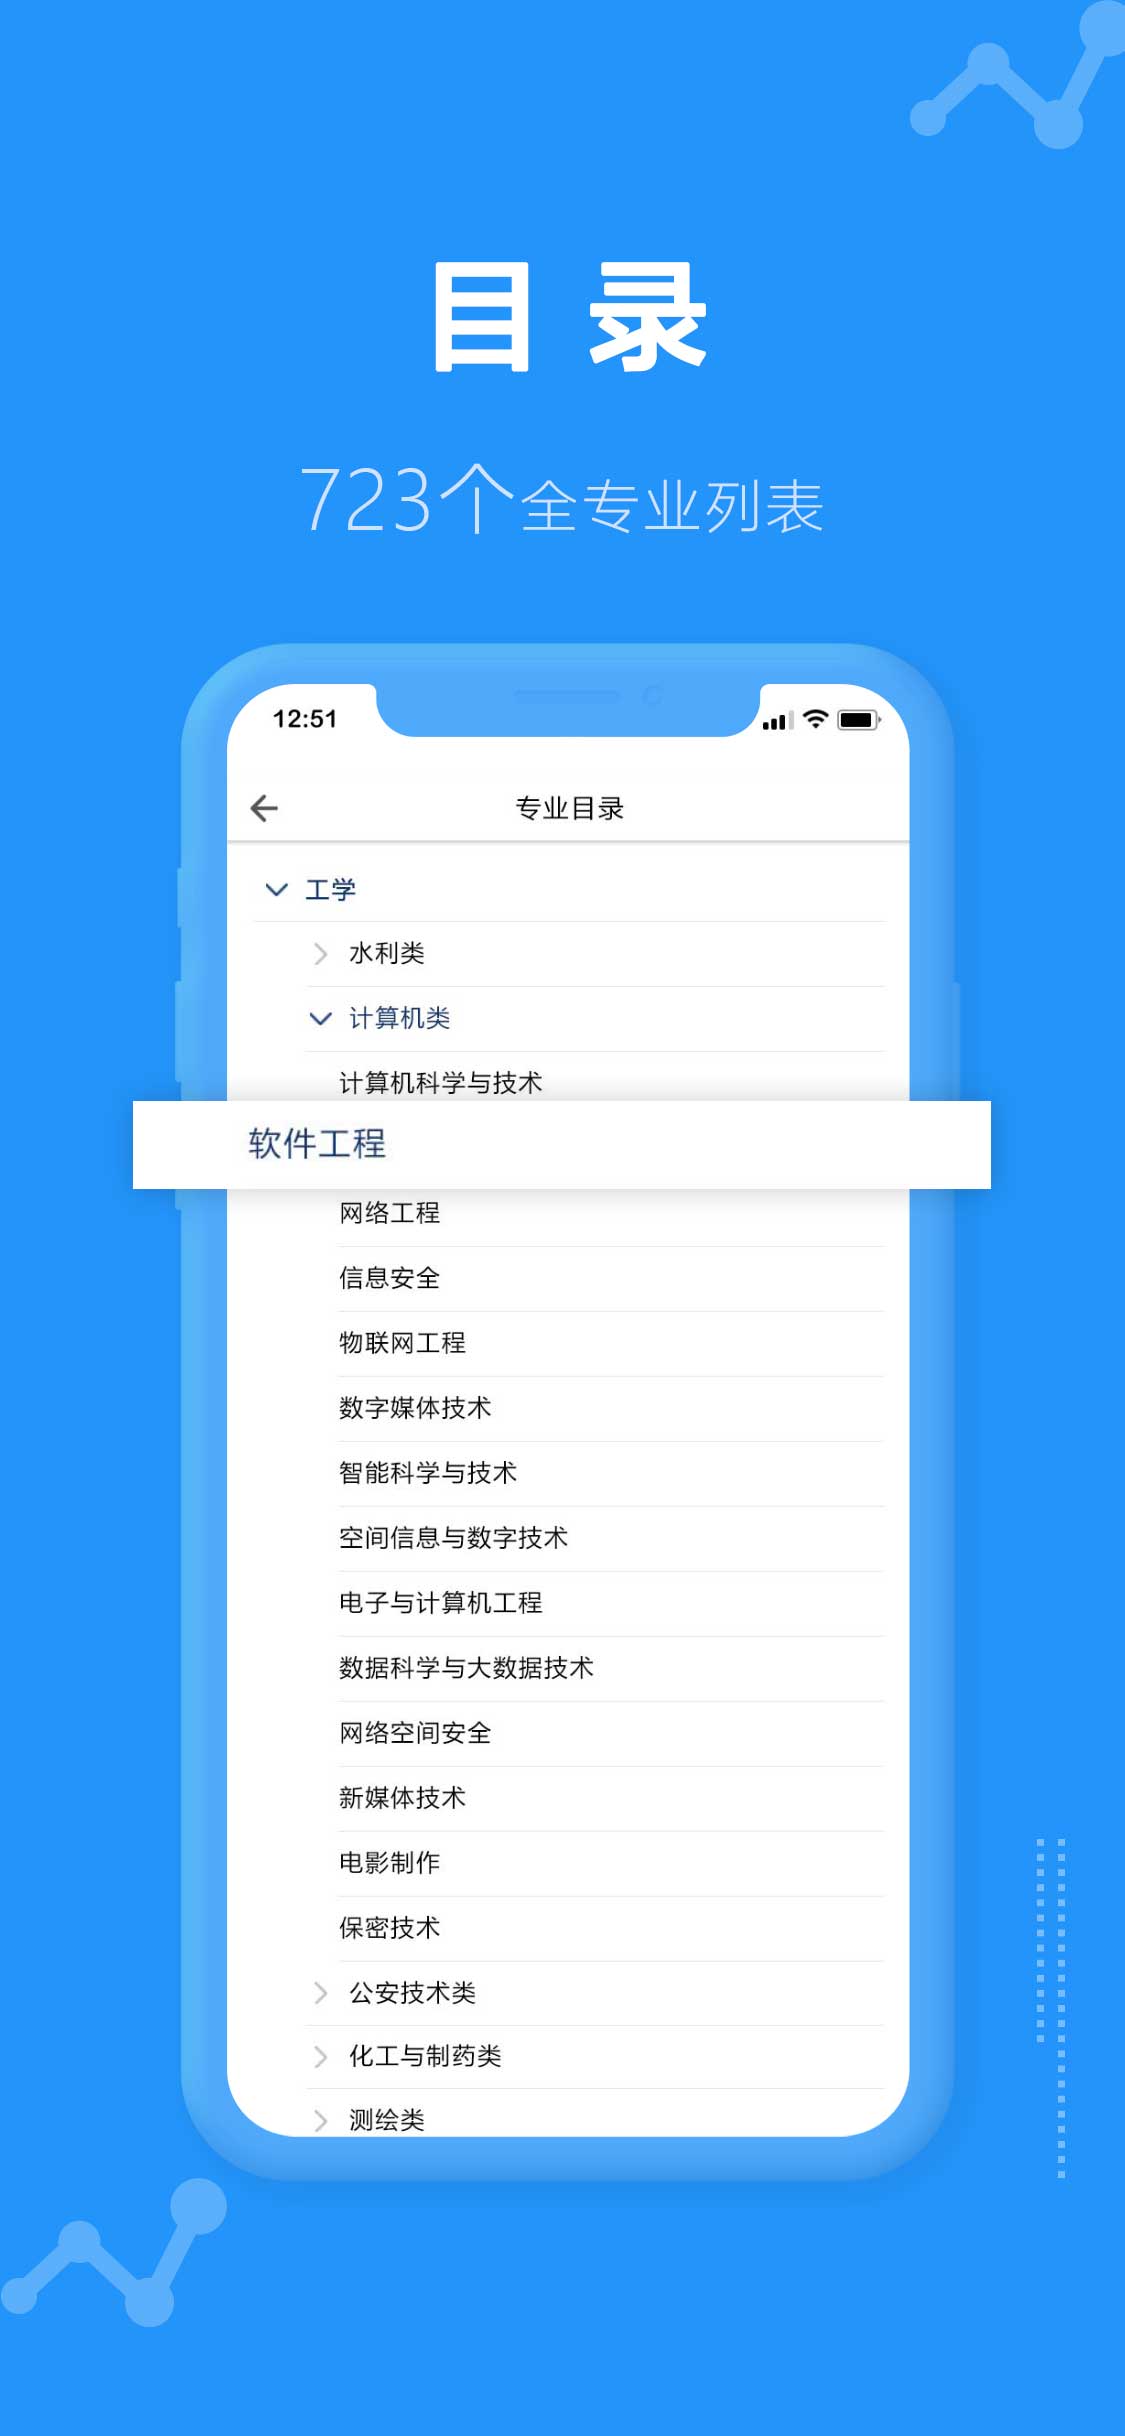 目录
723个全专业列表
12:51
专业目录
工学
水利类
计算机类
计算机科学与技术
软件工程
网络工程
信息安全
物联网工程
数字媒体技术
智能科学与技术
空间信息与数字技术
电子与计算机工程
数据科学与大数据技术
网络空间安全
新媒体技术
电影制作
保密技术
公安技术类
化工与制药类
测绘类